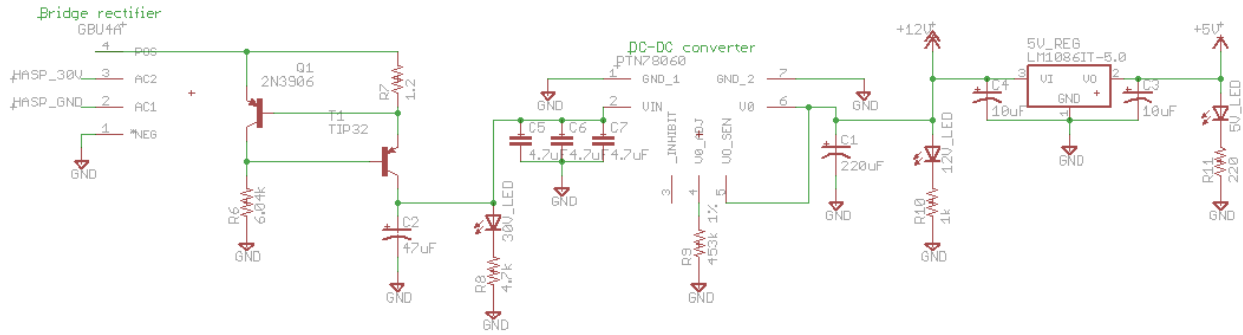 Bridge rectifier
GBU4A
4 POS
HASP_30V 3 AC2
HASP_GND 2 AC1
1 *NEG
GND
Q1
2N3906
R7
1.2
T1
TIP32
R6
6.04k
GND
C2
47uF
GND
30V_LED
R8
4.7k
GND
C5 C6 C7
4.7uF 4.7uF 4.7uF
GND
DC-DC converter
PTN78060
GND
1 GND_1 GND_2 7
GND
2 VIN VO 6
_INHIBIT
VO_ADJ
VO_SEN
3 4 5
R9
453k 1%
GND
C1
220uF
GND
+12V
12V_LED
R10
1k
GND
C4
10uF
5V_REG
LM1086IT-5.0
3 VI VO 2
GND
1
GND
C3
10uF
+5V
5V_LED
R11
220
GND